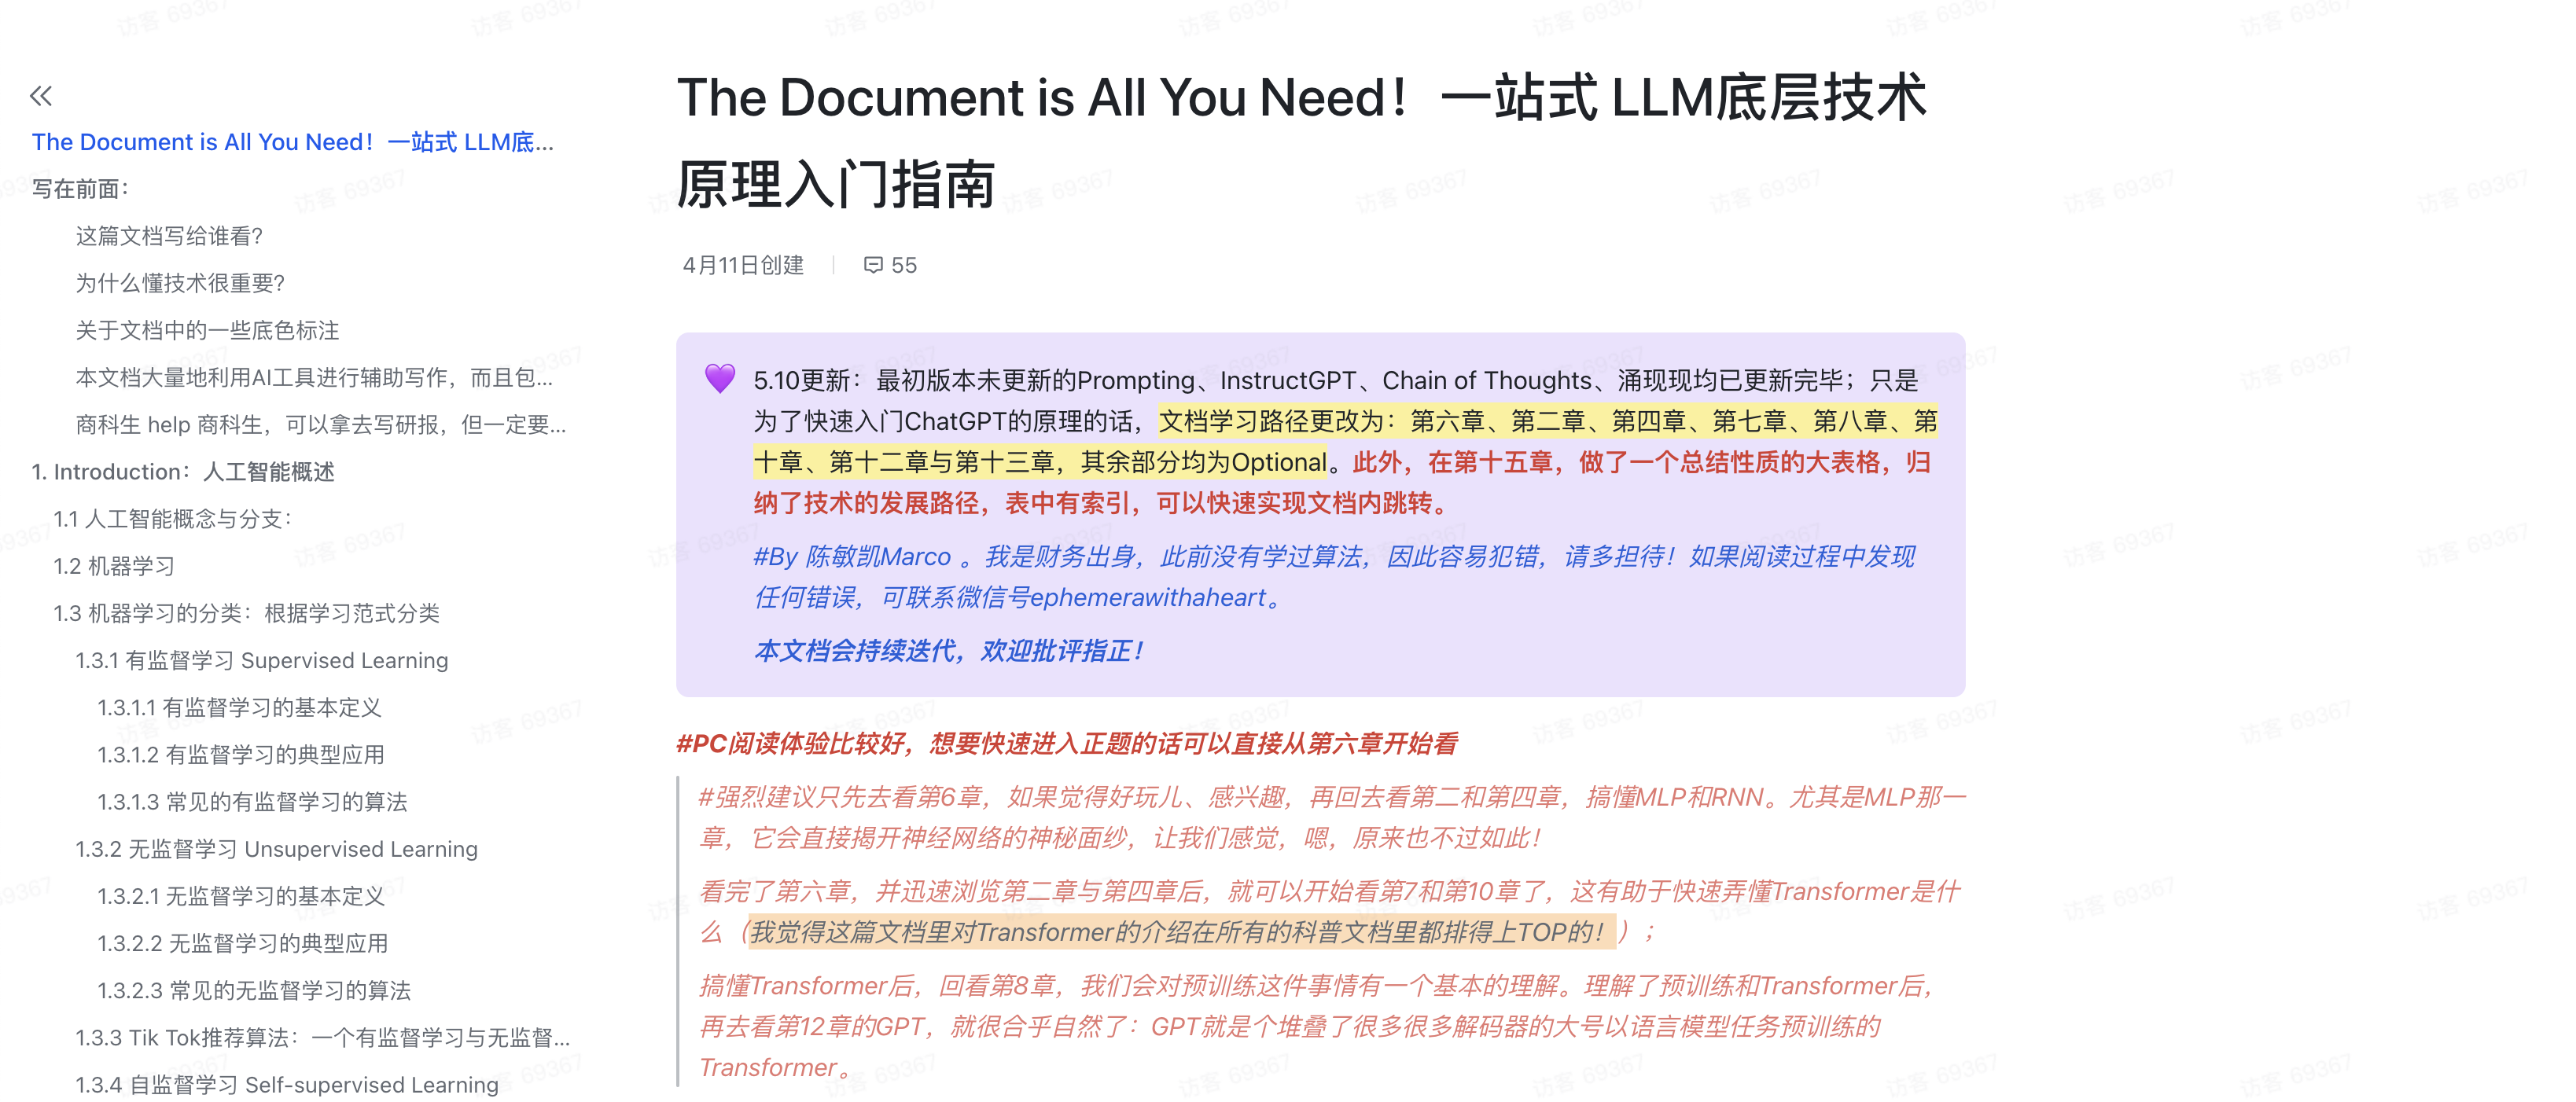 The Document is All You Need！一站式 LLM底...
写在前面：
这篇文档写给谁看？
为什么懂技术很重要？
关于文档中的一些底色标注
本文档大量地利用AI工具进行辅助写作，而且包...
商科生 help 商科生，可以拿去写研报，但一定要...
1. Introduction：人工智能概述
1.1 人工智能概念与分支：
1.2 机器学习
1.3 机器学习的分类：根据学习范式分类
1.3.1 有监督学习 Supervised Learning
1.3.1.1 有监督学习的基本定义
1.3.1.2 有监督学习的典型应用
1.3.1.3 常见的有监督学习的算法
1.3.2 无监督学习 Unsupervised Learning
1.3.2.1 无监督学习的基本定义
1.3.2.2 无监督学习的典型应用
1.3.2.3 常见的无监督学习的算法
1.3.3 Tik Tok推荐算法：一个有监督学习与无监督...
1.3.4 自监督学习 Self-supervised Learning
The Document is All You Need！一站式 LLM底层技术
原理入门指南
4月11日创建 55
5.10更新：最初版本未更新的Prompting、InstructGPT、Chain of Thoughts、涌现现均已更新完毕；只是
为了快速入门ChatGPT的原理的话，文档学习路径更改为：第六章、第二章、第四章、第七章、第八章、第
十章、第十二章与第十三章，其余部分均为Optional。此外，在第十五章，做了一个总结性质的大表格，归
纳了技术的发展路径，表中有索引，可以快速实现文档内跳转。
#By 陈敏凯Marco 。我是财务出身，此前没有学过算法，因此容易犯错，请多担待！如果阅读过程中发现
任何错误，可联系微信号ephemerawithaheart。
本文档会持续迭代，欢迎批评指正！
#PC阅读体验比较好，想要快速进入正题的话可以直接从第六章开始看
#强烈建议只先去看第6章，如果觉得好玩儿、感兴趣，再回去看第二和第四章，搞懂MLP和RNN。尤其是MLP那一
章，它会直接揭开神经网络的神秘面纱，让我们感觉，嗯，原来也不过如此！
看完了第六章，并迅速浏览第二章与第四章后，就可以开始看第7和第10章了，这有助于快速弄懂Transformer是什
么（我觉得这篇文档里对Transformer的介绍在所有的科普文档里都排得上TOP的！）；
搞懂Transformer后，回看第8章，我们会对预训练这件事情有一个基本的理解。理解了预训练和Transformer后，
再去看第12章的GPT，就很合乎自然了：GPT就是个堆叠了很多很多解码器的大号以语言模型任务预训练的
Transformer。
访客 69367